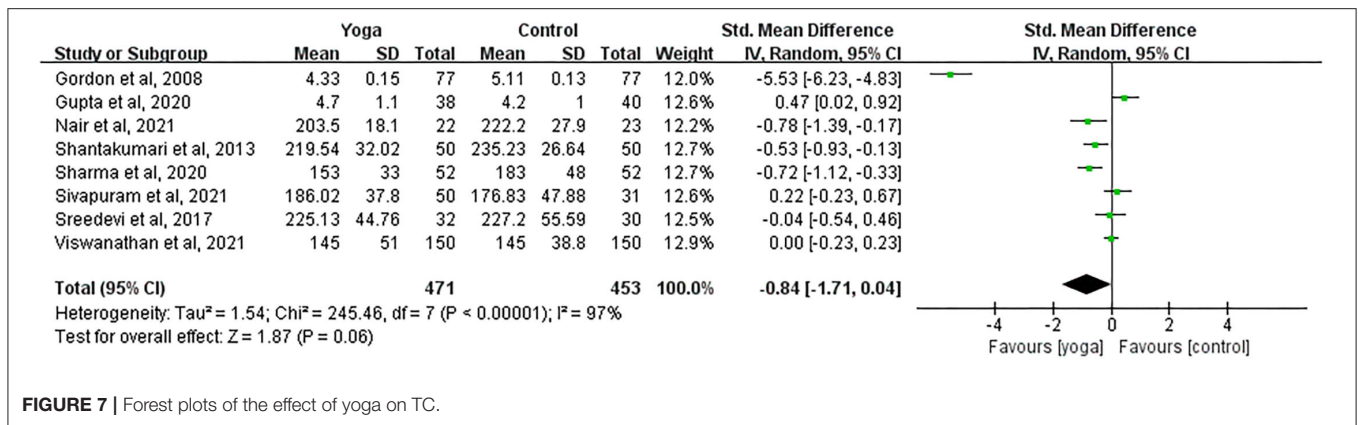 Yoga Control Std. Mean Difference Std. Mean Difference
Study or Subgroup Mean SD Total Mean SD Total Weight IV, Random, 95% CI IV, Random, 95% CI
Gordon et al, 2008 4.33 0.15 77 5.11 0.13 77 12.0% -5.53 [-6.23, -4.83]
Gupta et al, 2020 4.7 1.1 38 4.2 1 40 12.6% 0.47 [0.02, 0.92]
Nair et al, 2021 203.5 18.1 22 222.2 27.9 23 12.2% -0.78 [-1.39, -0.17]
Shantakumari et al, 2013 219.54 32.02 50 235.23 26.64 50 12.7% -0.53 [-0.93, -0.13]
Sharma et al, 2020 153 33 52 183 48 52 12.7% -0.72 [-1.12, -0.33]
Sivapuram et al, 2021 186.02 37.8 50 176.83 47.88 31 12.6% 0.22 [-0.23, 0.67]
Sreedevi et al, 2017 225.13 44.76 32 227.2 55.59 30 12.5% -0.04 [-0.54, 0.46]
Viswanathan et al, 2021 145 51 150 145 38.8 150 12.9% 0.00 [-0.23, 0.23]
Total (95% CI) 471 453 100.0% -0.84 [-1.71, 0.04]
Heterogeneity: Tau² = 1.54; Chi² = 245.46, df = 7 (P < 0.00001); I² = 97%
Test for overall effect: Z = 1.87 (P = 0.06)
-4 -2 0 2 4
Favours [yoga] Favours [control]
FIGURE 7 | Forest plots of the effect of yoga on TC.